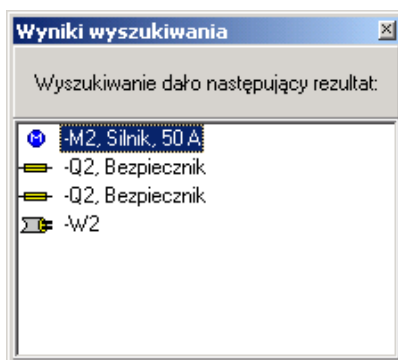 Wyniki wyszukiwania
Wyszukiwanie dało następujący rezultat:
M -M2, Silnik, 50 A
-Q2, Bezpiecznik
-Q2, Bezpiecznik
-W2